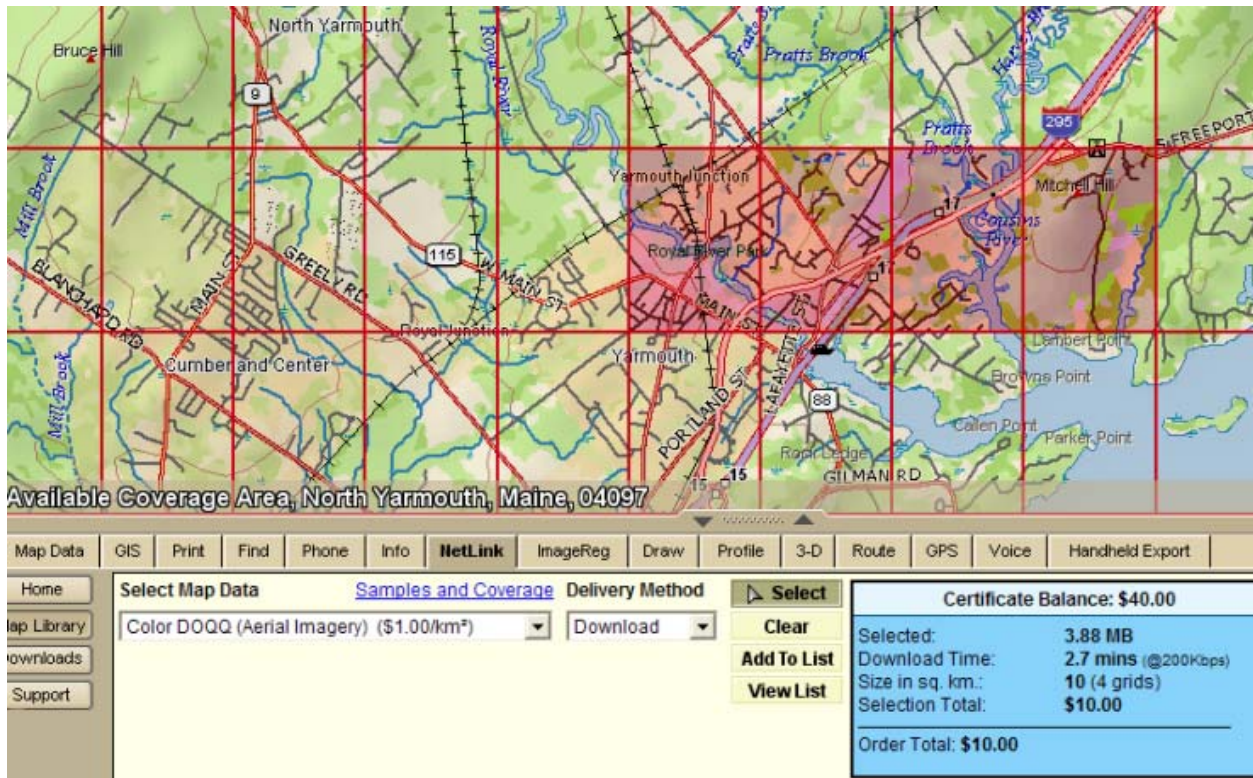 North Yarmouth
Bruce Hill
Royal River
Pratts Brook
Pratts Brook
9
295
Pratts Brook
S FREEPORT
Mill Brook
Yarmouth Junction
Mitchell Hill
17
Cousins River
Royal River Park
115
17
BLANCHARD RD
MAIN ST
GREELY RD
TW MAIN ST
MAIN ST
Royal Junction
LAFAYETTE ST
Lambert Point
Cumberland Center
Yarmouth
Browns Point
Mill Brook
PORTLAND ST
88
Callen Point
Parker Point
Rock Ledge
15
15
GILMAN RD
Available Coverage Area, North Yarmouth, Maine, 04097
Map Data GIS Print Find Phone Info NetLink ImageReg Draw Profile 3-D Route GPS Voice Handheld Export
Home
Map Library
Downloads
Support
Select Map Data Samples and Coverage Delivery Method
Color DOQQ (Aerial Imagery) ($1.00/km²) Download
Select
Clear
Add To List
View List
Certificate Balance: $40.00
Selected: 3.88 MB
Download Time: 2.7 mins (@200Kbps)
Size in sq. km.: 10 (4 grids)
Selection Total: $10.00
Order Total: $10.00